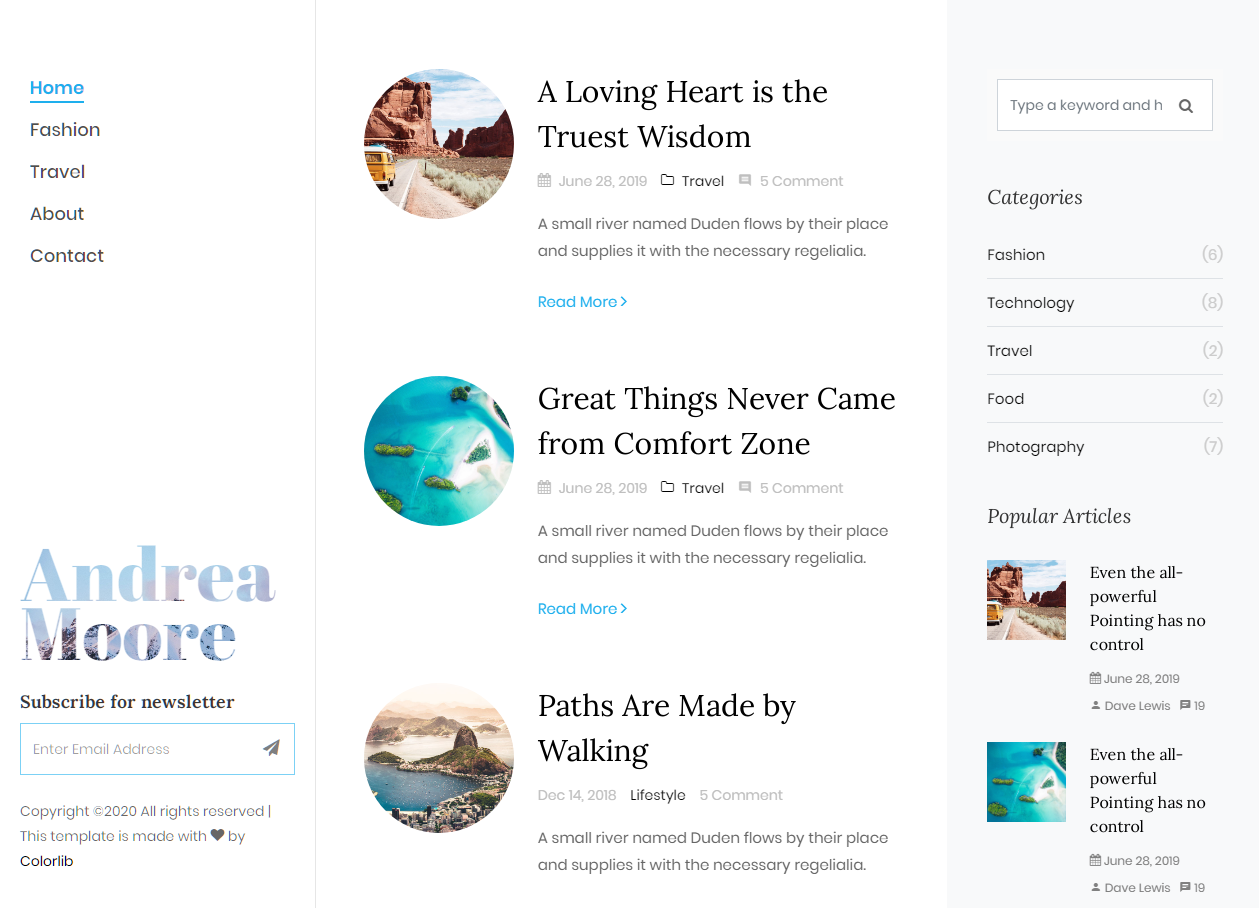 Home
Fashion
Travel
About
Contact
Andrea
Moore
Subscribe for newsletter
Enter Email Address
Copyright ©2020 All rights reserved |
This template is made with ♥ by
Colorlib
A Loving Heart is the
Truest Wisdom
June 28, 2019 Travel 5 Comment
A small river named Duden flows by their place
and supplies it with the necessary regelialia.
Read More
Great Things Never Came
from Comfort Zone
June 28, 2019 Travel 5 Comment
A small river named Duden flows by their place
and supplies it with the necessary regelialia.
Read More
Paths Are Made by
Walking
Dec 14, 2018 Lifestyle 5 Comment
A small river named Duden flows by their place
and supplies it with the necessary regelialia.
Type a keyword and h
Categories
Fashion (6)
Technology (8)
Travel (2)
Food (2)
Photography (7)
Popular Articles
Even the all-
powerful
Pointing has no
control
June 28, 2019
Dave Lewis 19
Even the all-
powerful
Pointing has no
control
June 28, 2019
Dave Lewis 19